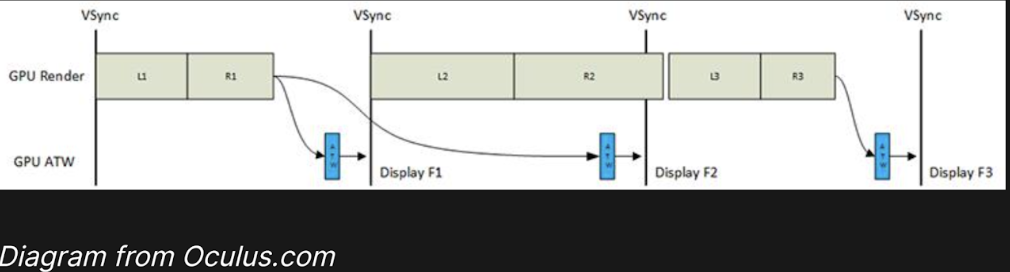 VSync VSync VSync VSync
GPU Render L1 R1 L2 R2 L3 R3
GPU ATW ATW ATW ATW
Display F1 Display F2 Display F3
Diagram from Oculus.com